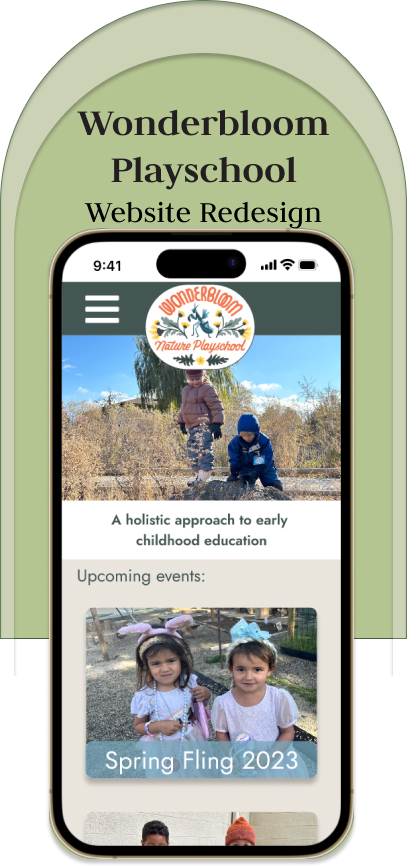 Wonderbloom
Playschool
Website Redesign
9:41
WONDERBLOOM
Nature Playschool
A holistic approach to early
childhood education
Upcoming events:
Spring Fling 2023